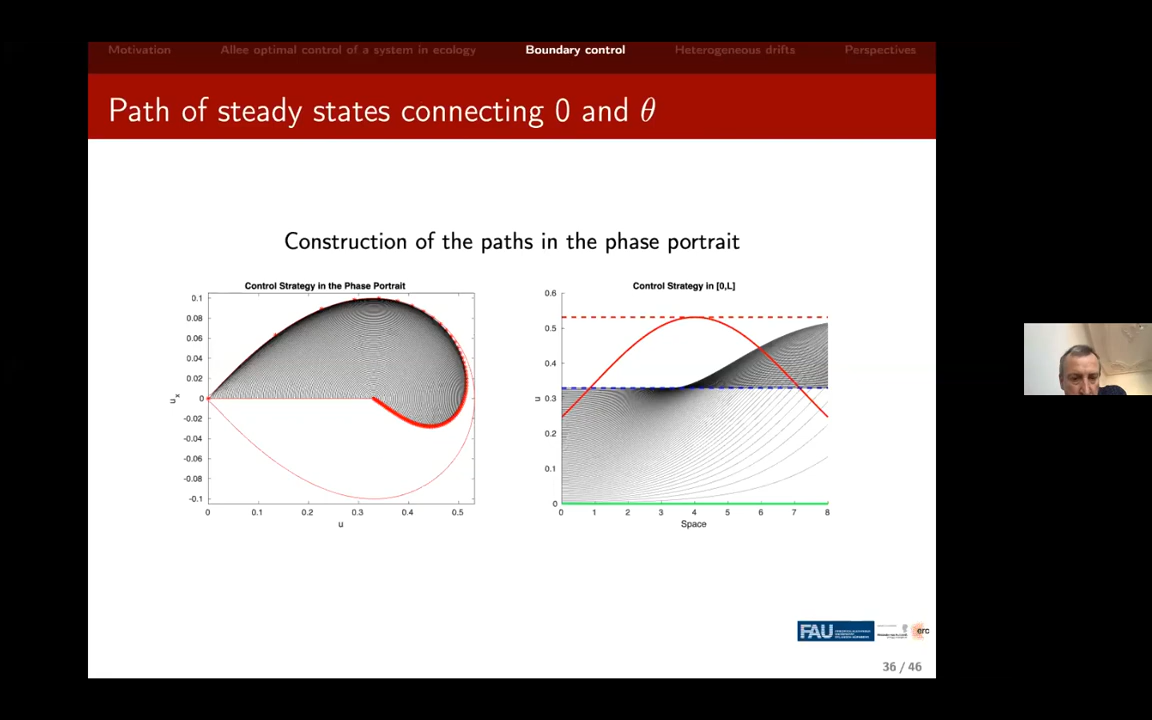 Motivation Allee optimal control of a system in ecology Boundary control Heterogeneous drifts Perspectives
Path of steady states connecting 0 and θ
Construction of the paths in the phase portrait
Control Strategy in the Phase Portrait
0.1
0.08
0.06
0.04
0.02
0
-0.02
-0.04
-0.06
-0.08
-0.1
u_x
0 0.1 0.2 0.3 0.4 0.5
u
Control Strategy in [0,L]
0.6
0.5
0.4
0.3
0.2
0.1
0
u
0 1 2 3 4 5 6 7 8
Space
FAU
erc
36 / 46